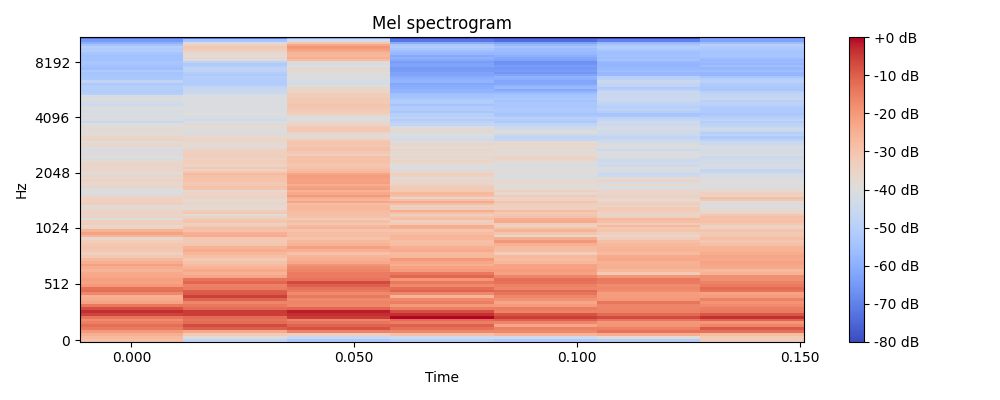 Mel spectrogram
Hz
8192
4096
2048
1024
512
0
0.000
0.050
0.100
0.150
Time
+0 dB
-10 dB
-20 dB
-30 dB
-40 dB
-50 dB
-60 dB
-70 dB
-80 dB